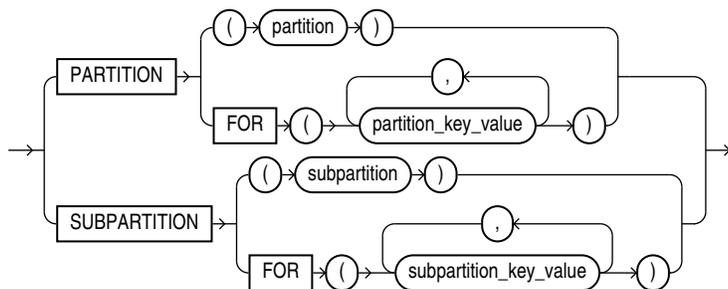 ( partition )
,
PARTITION
FOR ( partition_key_value )
( subpartition )
,
SUBPARTITION
FOR ( subpartition_key_value )